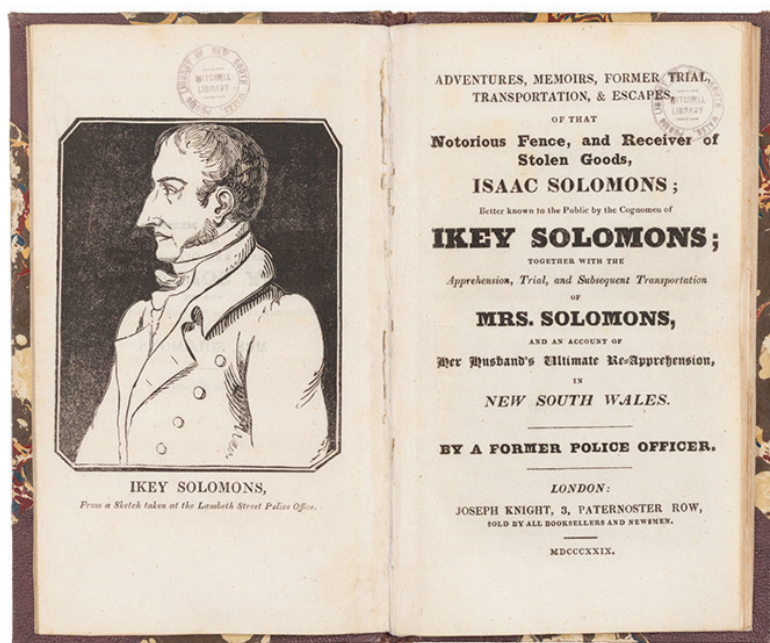 MITCHELL
LIBRARY
IKEY SOLOMONS,
From a Sketch taken at the Lambeth Street Police Office.
ADVENTURES, MEMOIRS, FORMER TRIAL,
TRANSPORTATION, & ESCAPES,
OF THAT
Notorious Fence, and Receiver of
Stolen Goods,
ISAAC SOLOMONS;
Better known to the Public by the Cognomen of
IKEY SOLOMONS;
TOGETHER WITH THE
Apprehension, Trial, and Subsequent Transportation
OF
MRS. SOLOMONS,
AND AN ACCOUNT OF
Her Husband's Ultimate Re-Apprehension,
IN
NEW SOUTH WALES.
BY A FORMER POLICE OFFICER.
LONDON:
JOSEPH KNIGHT, 3, PATERNOSTER ROW,
SOLD BY ALL BOOKSELLERS AND NEWSMEN.
MDCCCXXIX.
MITCHELL
LIBRARY